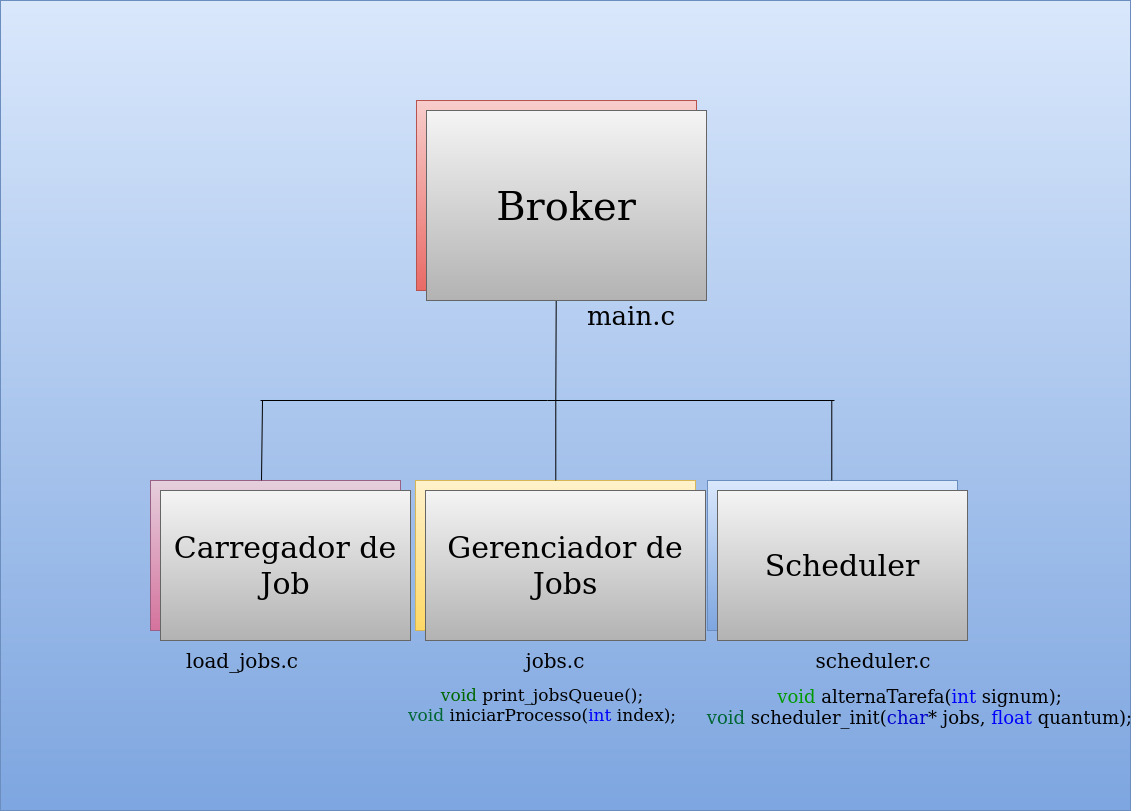 Broker
main.c
Carregador de
Job
Gerenciador de
Jobs
Scheduler
load_jobs.c
jobs.c
scheduler.c
void print_jobsQueue();
void iniciarProcesso(int index);
void alternaTarefa(int signum);
void scheduler_init(char* jobs, float quantum);